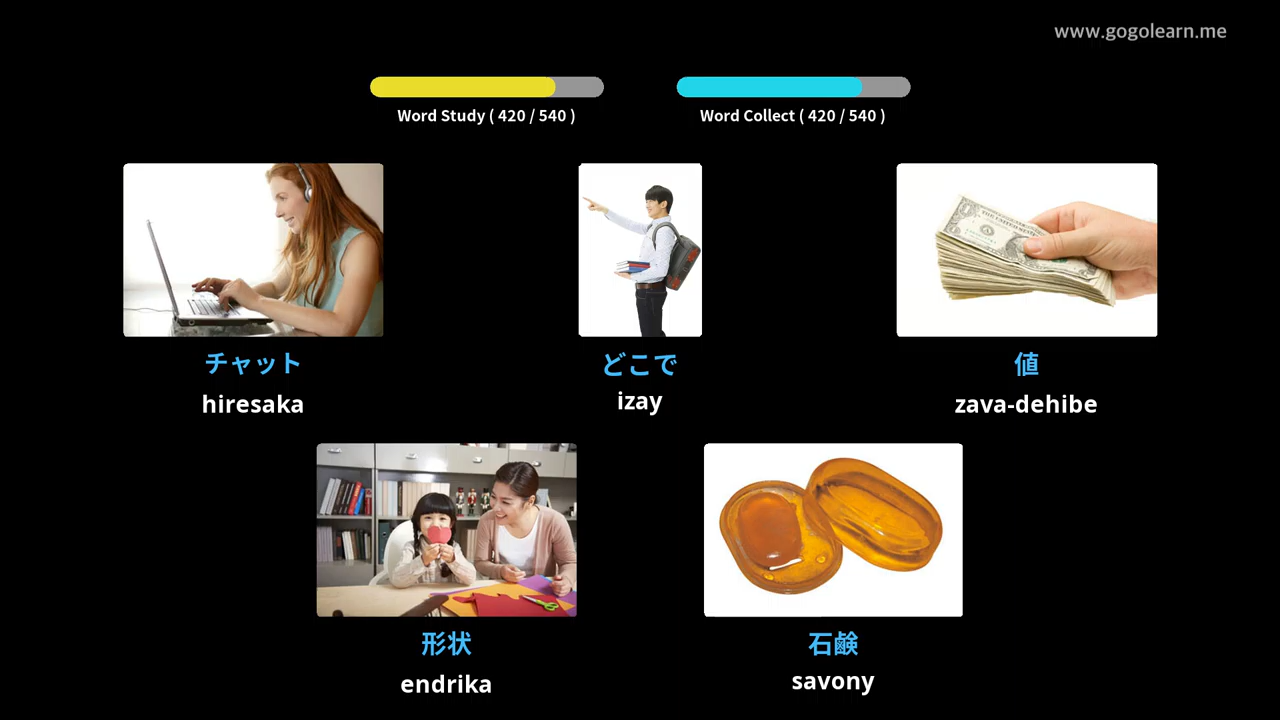 www.gogolearn.me
Word Study ( 420 / 540 )
Word Collect ( 420 / 540 )
チャット
hiresaka
どこで
izay
値
zava-dehibe
形状
endrika
石鹸
savony